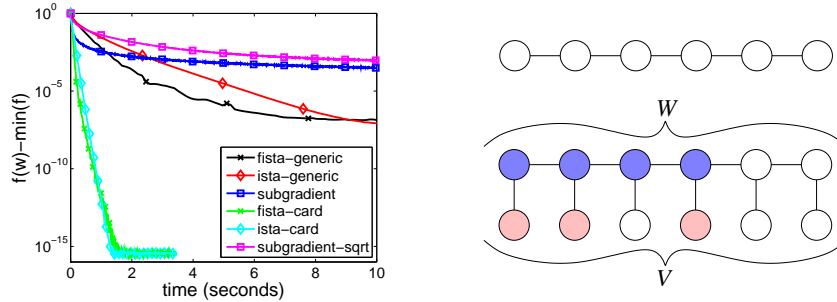 f(w)−min(f)
10^0
10^−5
10^−10
10^−15
0
2
4
6
8
10
time (seconds)
fista−generic
ista−generic
subgradient
fista−card
ista−card
subgradient−sqrt
W
V